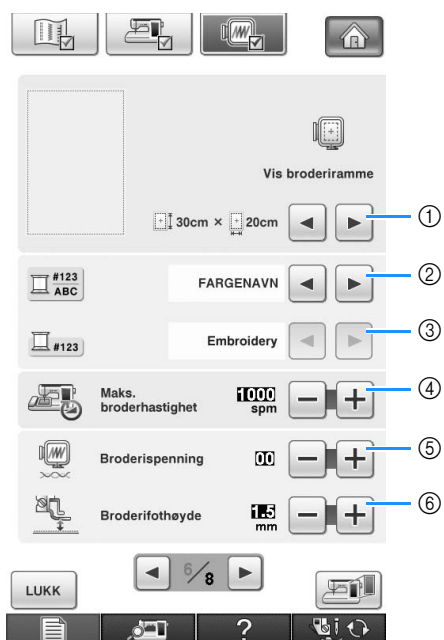 Vis broderiramme
30cm × 20cm
①
#123
ABC
FARGENAVN
②
#123
Embroidery
③
Maks.
broderhastighet
1000
spm
④
Broderispenning
00
⑤
Broderifothøyde
1.5
mm
⑥
6/8
LUKK
?